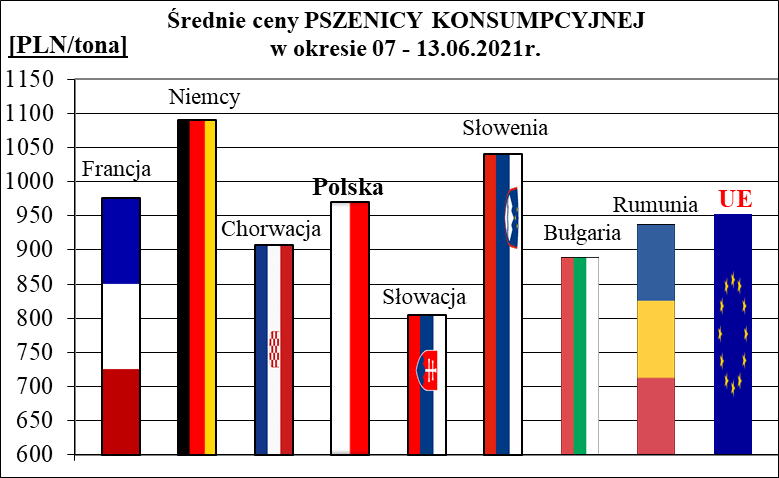 Średnie ceny PSZENICY KONSUMPCYJNEJ
w okresie 07 - 13.06.2021r.
[PLN/tona]
1150
1100
1050
1000
950
900
850
800
750
700
650
600
Francja
Niemcy
Chorwacja
Polska
Słowacja
Słowenia
Bułgaria
Rumunia
UE